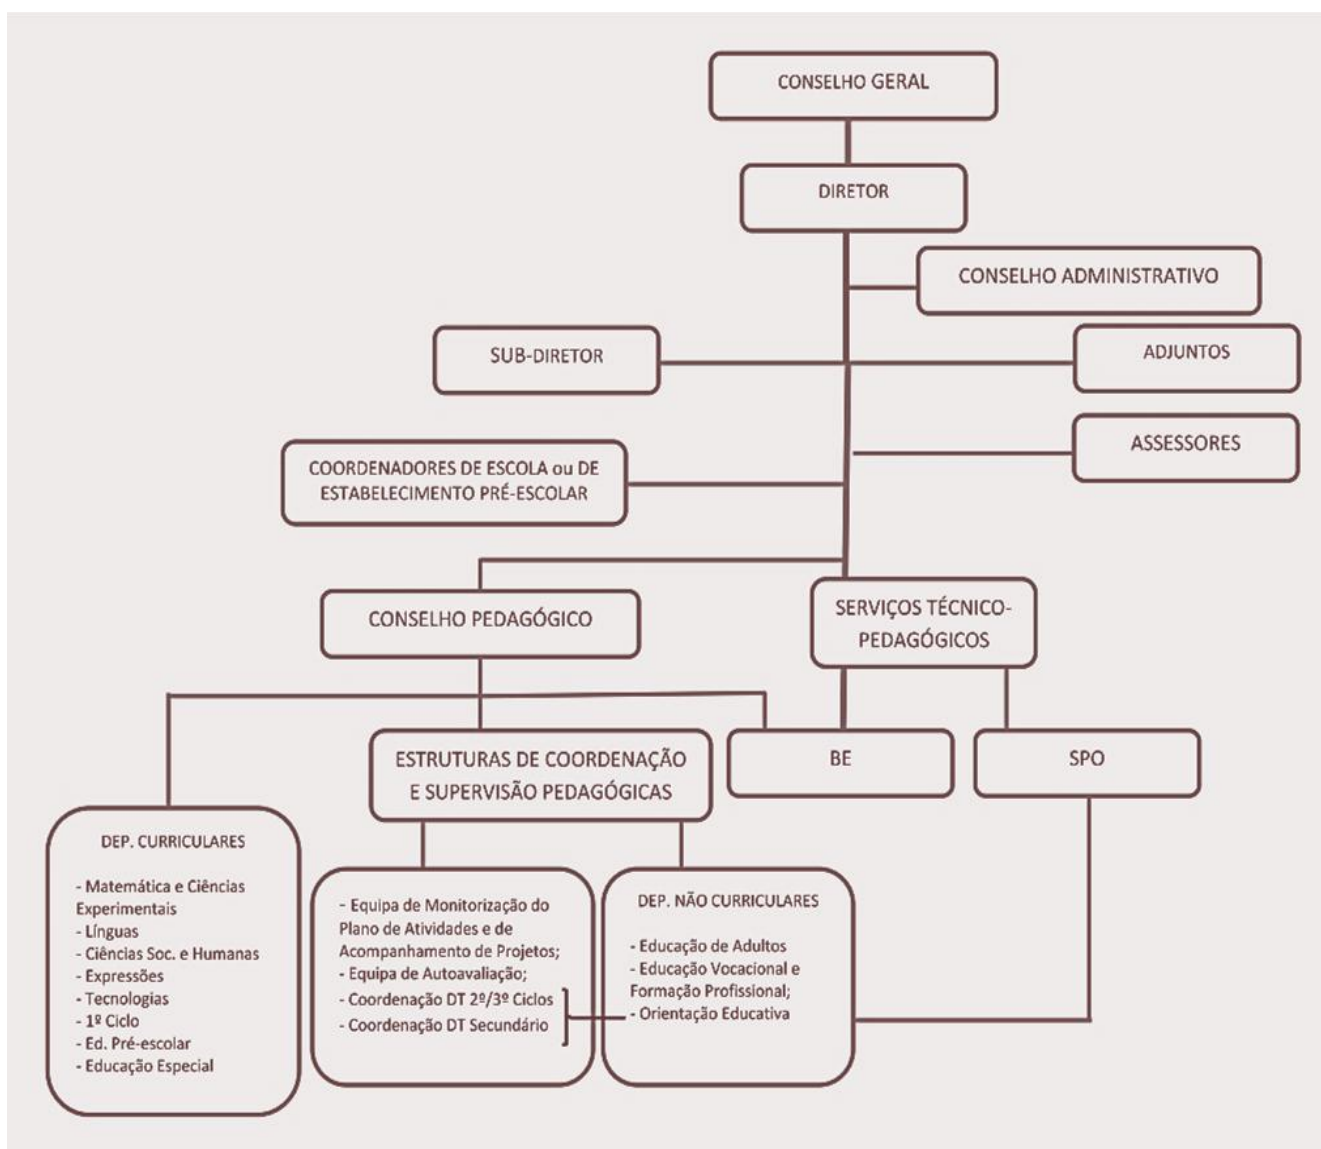 CONSELHO GERAL
DIRETOR
CONSELHO ADMINISTRATIVO
SUB-DIRETOR
ADJUNTOS
ASSESSORES
COORDENADORES DE ESCOLA ou DE
ESTABELECIMENTO PRÉ-ESCOLAR
CONSELHO PEDAGÓGICO
SERVIÇOS TÉCNICO-
PEDAGÓGICOS
ESTRUTURAS DE COORDENAÇÃO
E SUPERVISÃO PEDAGÓGICAS
BE
SPO
DEP. CURRICULARES
- Matemática e Ciências
Experimentais
- Línguas
- Ciências Soc. e Humanas
- Expressões
- Tecnologias
- 1º Ciclo
- Ed. Pré-escolar
- Educação Especial
- Equipa de Monitorização do
Plano de Atividades e de
Acompanhamento de Projetos;
- Equipa de Autoavaliação;
- Coordenação DT 2º/3º Ciclos
- Coordenação DT Secundário
DEP. NÃO CURRICULARES
- Educação de Adultos
- Educação Vocacional e
Formação Profissional;
- Orientação Educativa